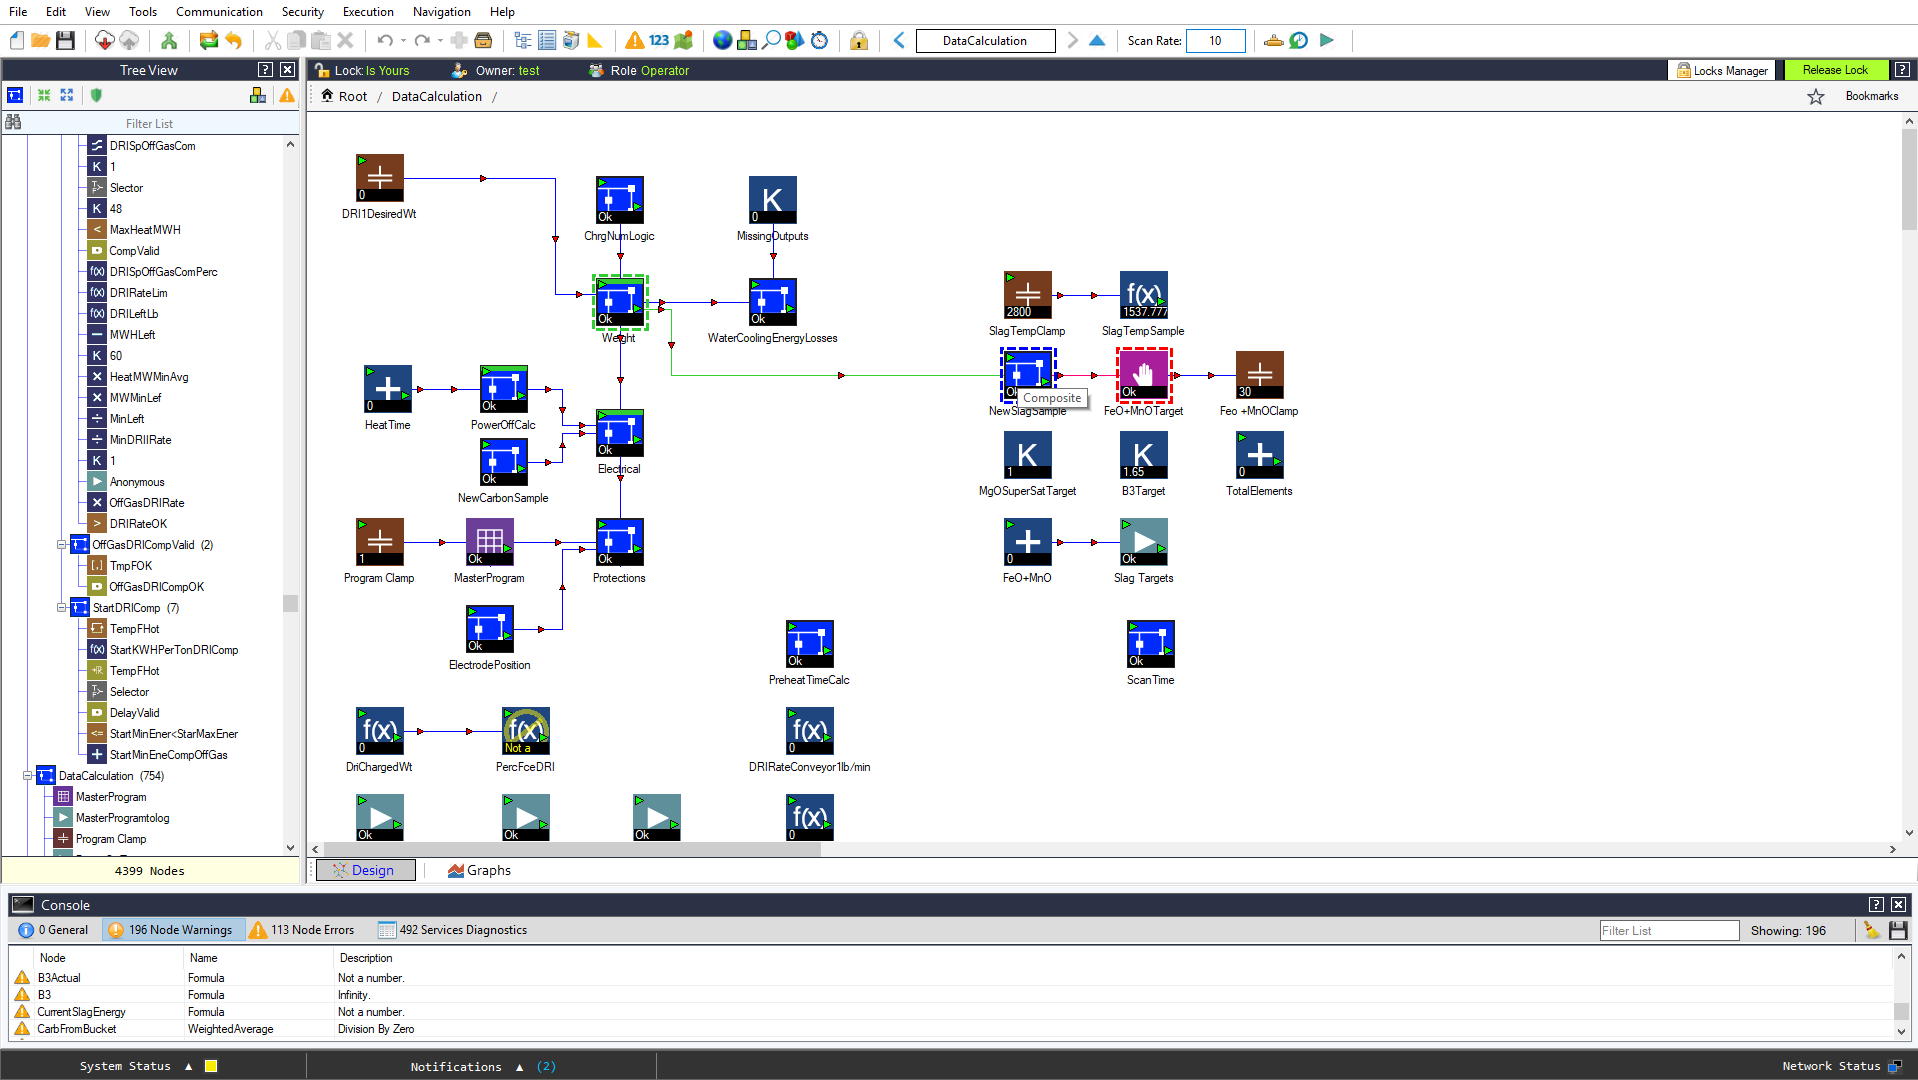 File Edit View Tools Communication Security Execution Navigation Help
123 DataCalculation Scan Rate: 10
Tree View ? Lock: Is Yours Owner: test Role Operator Locks Manager Release Lock ?
Root / DataCalculation / Bookmarks
Filter List
DRISpOffGasCom
K 1
Slector
K 48
< MaxHeatMWH
CompValid
f(x) DRISpOffGasComPerc
f(x) DRIRateLim
f(x) DRILeftLb
MWHLeft
K 60
HeatMWMinAvg
MWMinLef
MinLeft
MinDRIIRate
K 1
Anonymous
OffGasDRIRate
> DRIRateOK
OffGasDRICompValid (2)
TmpFOK
OffGasDRICompOK
StartDRIComp (7)
TempFHot
f(x) StartKWHPerTonDRIComp
TempFHot
Selector
DelayValid
<= StartMinEner<StarMaxEner
StartMinEneCompOffGas
DataCalculation (754)
MasterProgram
MasterProgramtolog
Program Clamp
4399 Nodes
0
DRI1DesiredWt
Ok
ChrgNumLogic
K
0
MissingOutputs
Ok
Weight
Ok
WaterCoolingEnergyLosses
2800
SlagTempClamp
f(x)
1537.777
SlagTempSample
Composite
NewSlagSample
Ok
FeO+MnOTarget
30
Feo +MnOClamp
0
HeatTime
Ok
PowerOffCalc
Ok
Electrical
Ok
NewCarbonSample
K
1
MgOSuperSatTarget
K
1.65
B3Target
0
TotalElements
1
Program Clamp
Ok
MasterProgram
Ok
Protections
0
FeO+MnO
Ok
Slag Targets
Ok
ElectrodePosition
Ok
PreheatTimeCalc
Ok
ScanTime
f(x)
0
DriChargedWt
f(x)
Not a
PercFceDRI
f(x)
0
DRIRateConveyor1lb/min
Ok
Ok
Ok
f(x)
0
Design Graphs
Console ?
0 General 196 Node Warnings 113 Node Errors 492 Services Diagnostics Filter List Showing: 196
Node Name Description
B3Actual Formula Not a number.
B3 Formula Infinity.
CurrentSlagEnergy Formula Not a number.
CarbFromBucket WeightedAverage Division By Zero
System Status Notifications (2) Network Status